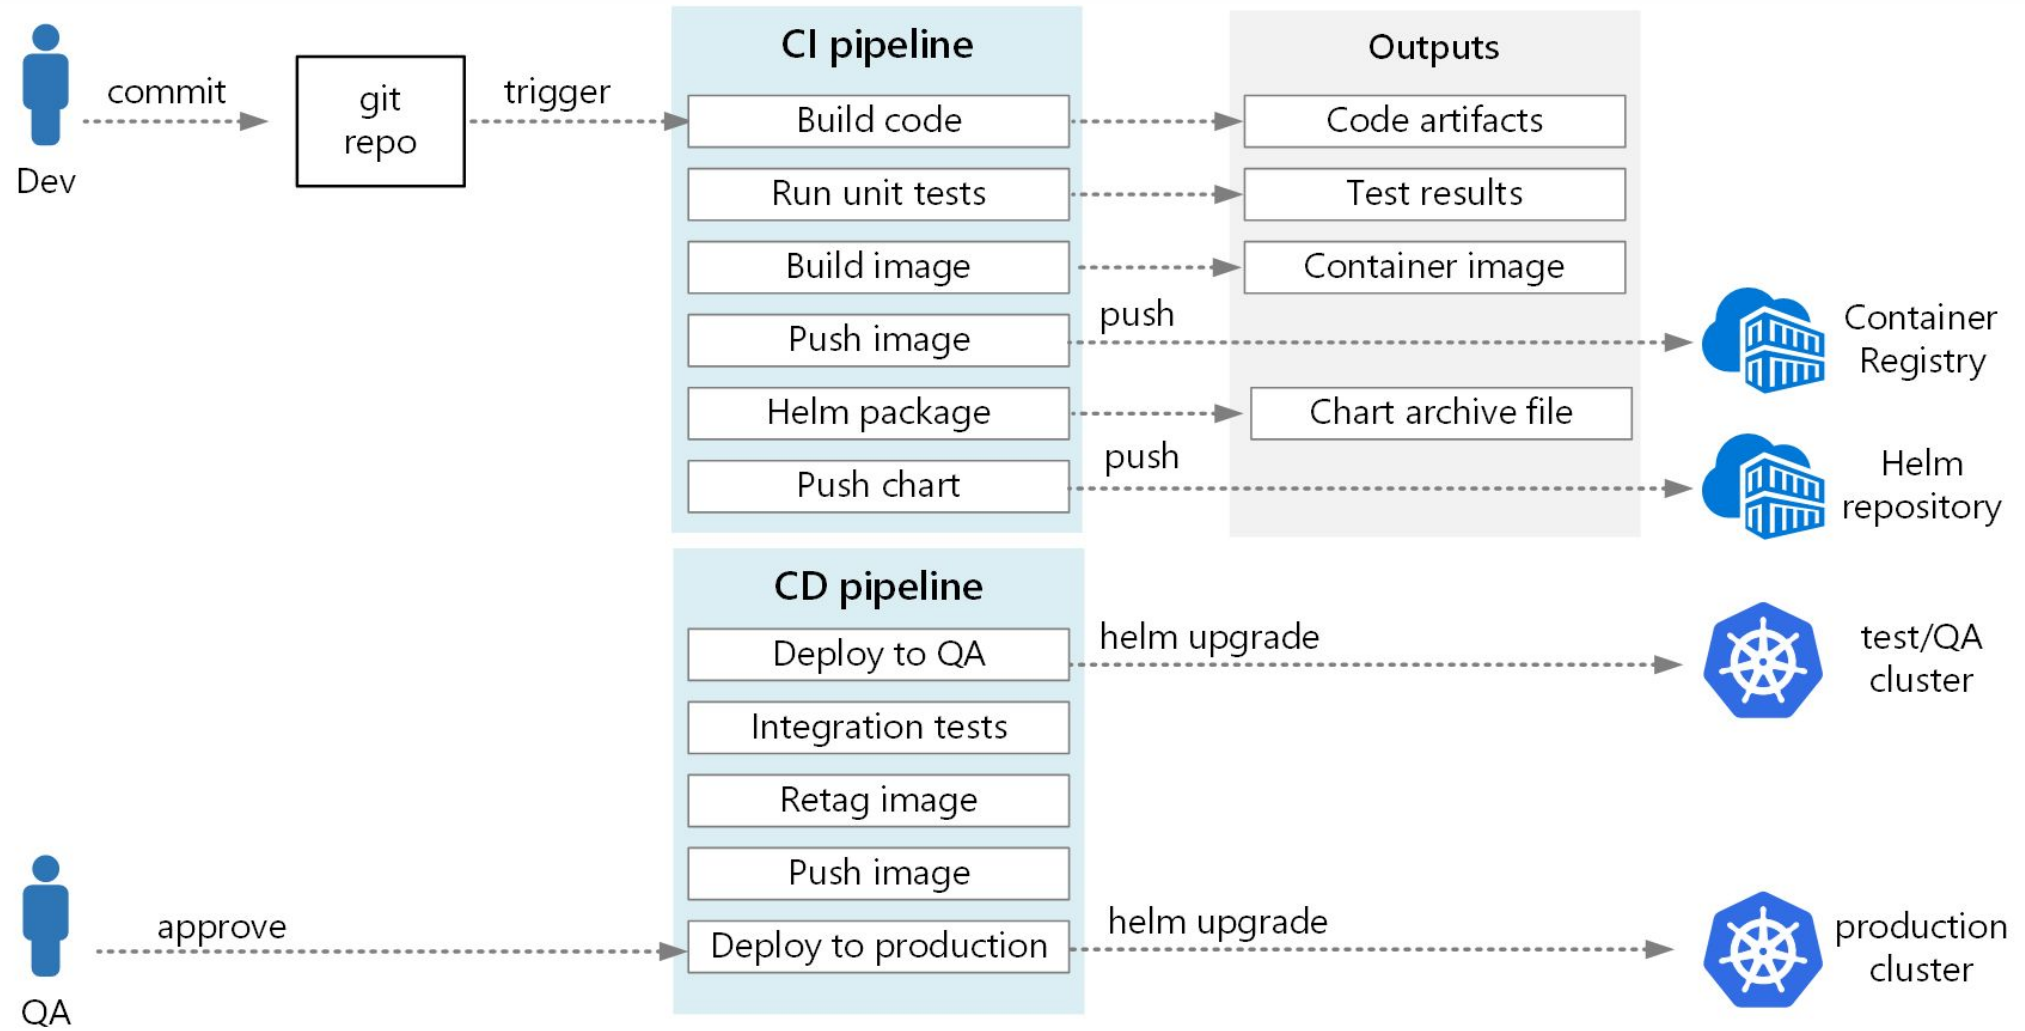 CI pipeline
Outputs
commit
git
repo
trigger
Build code
Code artifacts
Dev
Run unit tests
Test results
Build image
Container image
push
Push image
Container
Registry
Helm package
Chart archive file
push
Push chart
Helm
repository
CD pipeline
Deploy to QA
helm upgrade
test/QA
cluster
Integration tests
Retag image
Push image
approve
Deploy to production
helm upgrade
production
cluster
QA